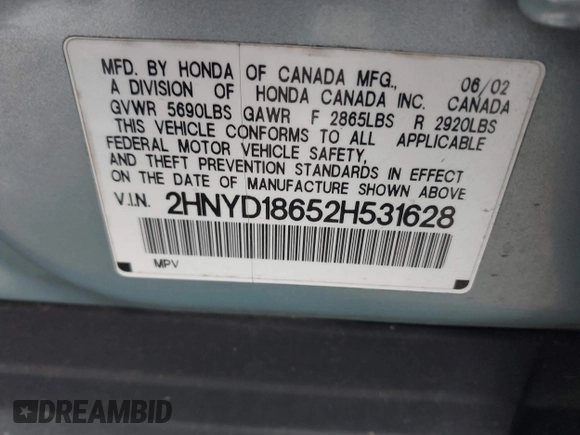 MFD. BY HONDA OF CANADA MFG., 06/02
A DIVISION OF HONDA CANADA INC. CANADA
GVWR 5690LBS GAWR F 2865LBS R 2920LBS
THIS VEHICLE CONFORMS TO ALL APPLICABLE
FEDERAL MOTOR VEHICLE SAFETY,
AND THEFT PREVENTION STANDARDS IN EFFECT
ON THE DATE OF MANUFACTURE SHOWN ABOVE
V.I.N. 2HNYD18652H531628
MPV
DREAMBID